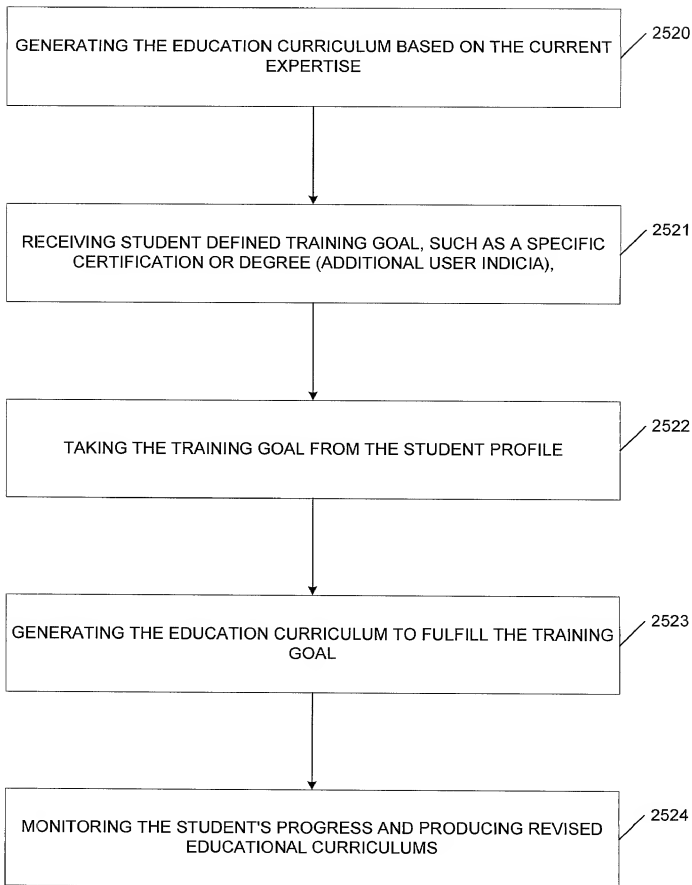 GENERATING THE EDUCATION CURRICULUM BASED ON THE CURRENT
EXPERTISE
2520
RECEIVING STUDENT DEFINED TRAINING GOAL, SUCH AS A SPECIFIC
CERTIFICATION OR DEGREE (ADDITIONAL USER INDICIA),
2521
TAKING THE TRAINING GOAL FROM THE STUDENT PROFILE
2522
GENERATING THE EDUCATION CURRICULUM TO FULFILL THE TRAINING
GOAL
2523
MONITORING THE STUDENT'S PROGRESS AND PRODUCING REVISED
EDUCATIONAL CURRICULUMS
2524